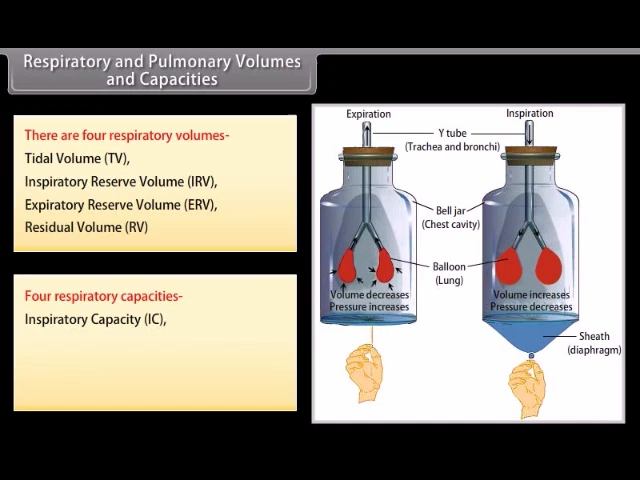 Respiratory and Pulmonary Volumes
and Capacities
There are four respiratory volumes-
Tidal Volume (TV),
Inspiratory Reserve Volume (IRV),
Expiratory Reserve Volume (ERV),
Residual Volume (RV)
Four respiratory capacities-
Inspiratory Capacity (IC),
Expiration
Inspiration
Y tube
(Trachea and bronchi)
Bell jar
(Chest cavity)
Balloon
(Lung)
Volume decreases
Pressure increases
Volume increases
Pressure decreases
Sheath
(diaphragm)